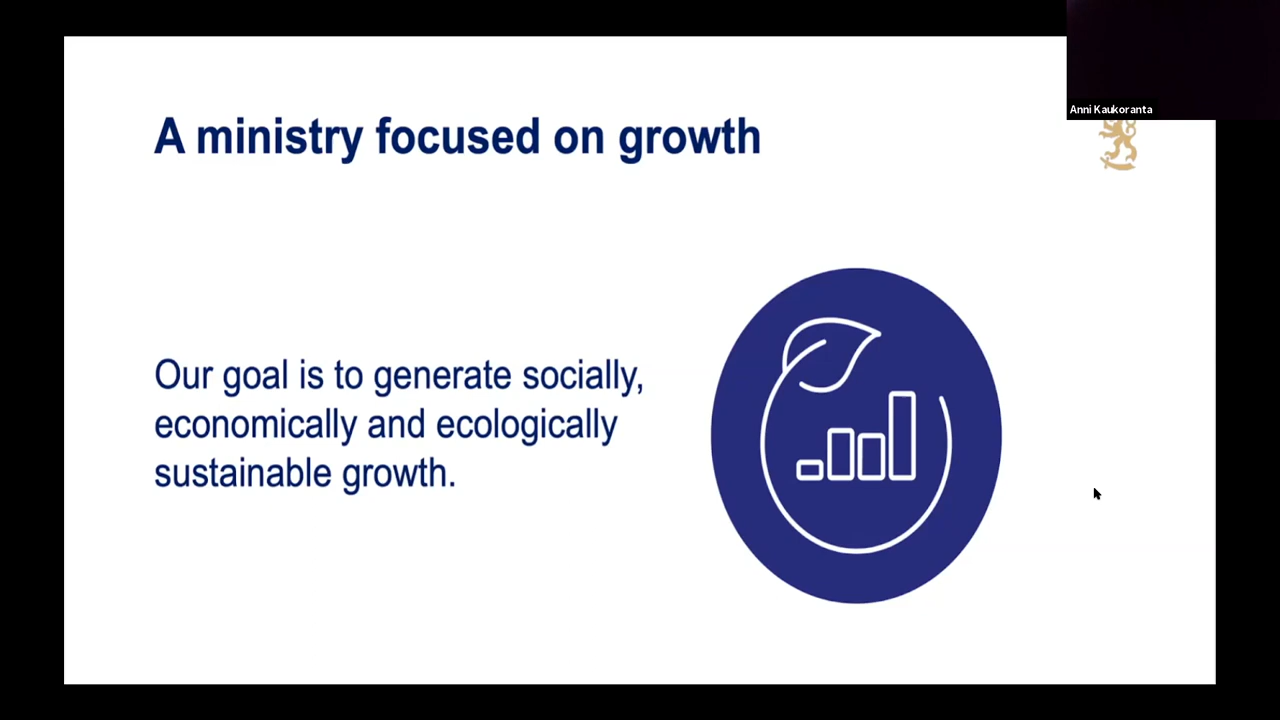 Anni Kaukoranta
A ministry focused on growth
Our goal is to generate socially,
economically and ecologically
sustainable growth.